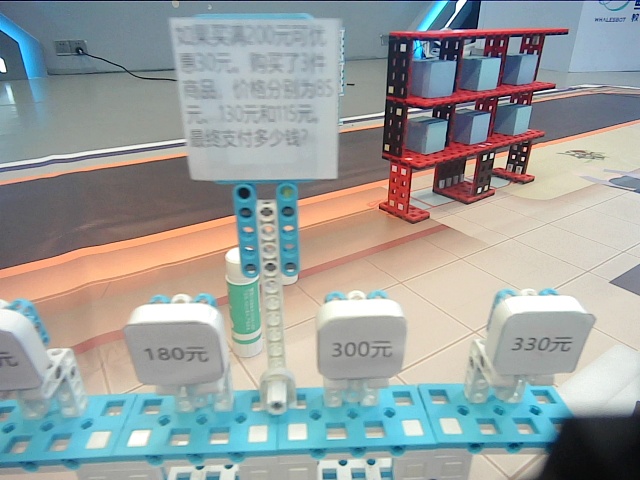 如果买满200元可优
惠30元，购买了3件
商品，价格分别为85
元、130元和115元，
最终支付多少钱？
元
180元
300元
330元
WHALESBOT